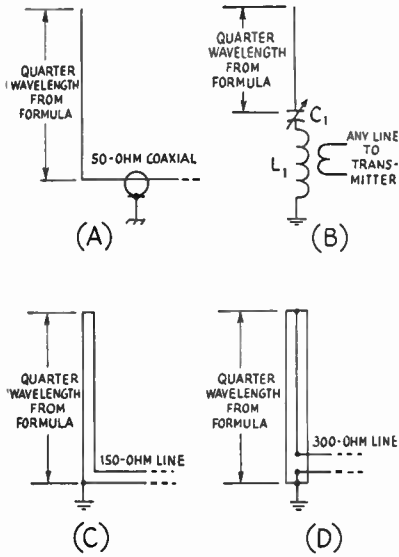 QUARTER
WAVELENGTH
FROM
FORMULA
50-OHM COAXIAL
(A)
QUARTER
WAVELENGTH
FROM
FORMULA
C1
L1
ANY LINE
TO
TRANS-
MITTER
(B)
QUARTER
WAVELENGTH
FROM
FORMULA
150-OHM LINE
(C)
QUARTER
WAVELENGTH
FROM
FORMULA
300-OHM LINE
(D)